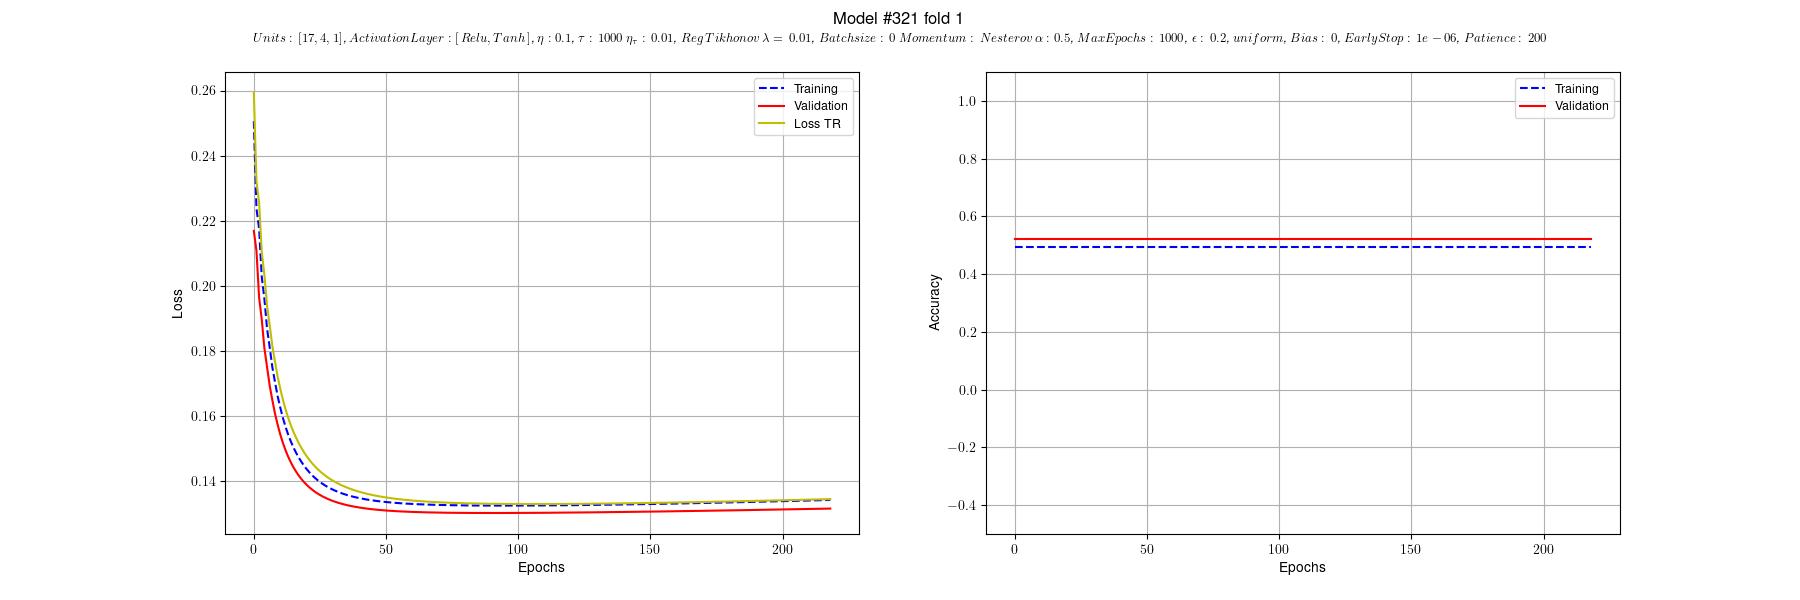 Model #321 fold 1
Units : [17, 4, 1], ActivationLayer : [ Relu, Tanh ], η : 0.1, τ : 1000 ητ : 0.01, RegTikhonov λ = 0.01, Batchsize : 0 Momentum : Nesterov α : 0.5, MaxEpochs : 1000, ϵ : 0.2, uniform, Bias : 0, EarlyStop : 1e − 06, Patience : 200
0.26
0.24
0.22
0.20
0.18
0.16
0.14
Loss
0 50 100 150 200
Epochs
Training
Validation
Loss TR
1.0
0.8
0.6
0.4
0.2
0.0
−0.2
−0.4
Accuracy
0 50 100 150 200
Epochs
Training
Validation